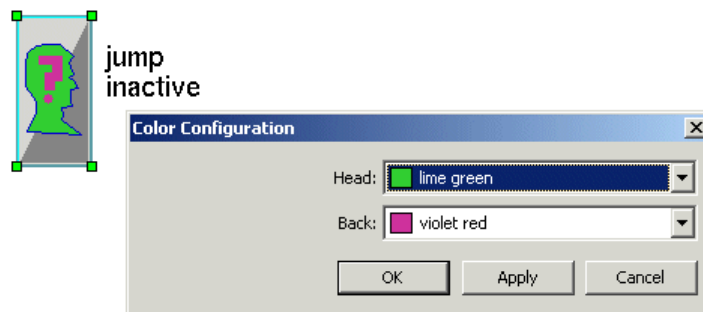 ?
jump
inactive
Color Configuration
Head: lime green
Back: violet red
OK Apply Cancel